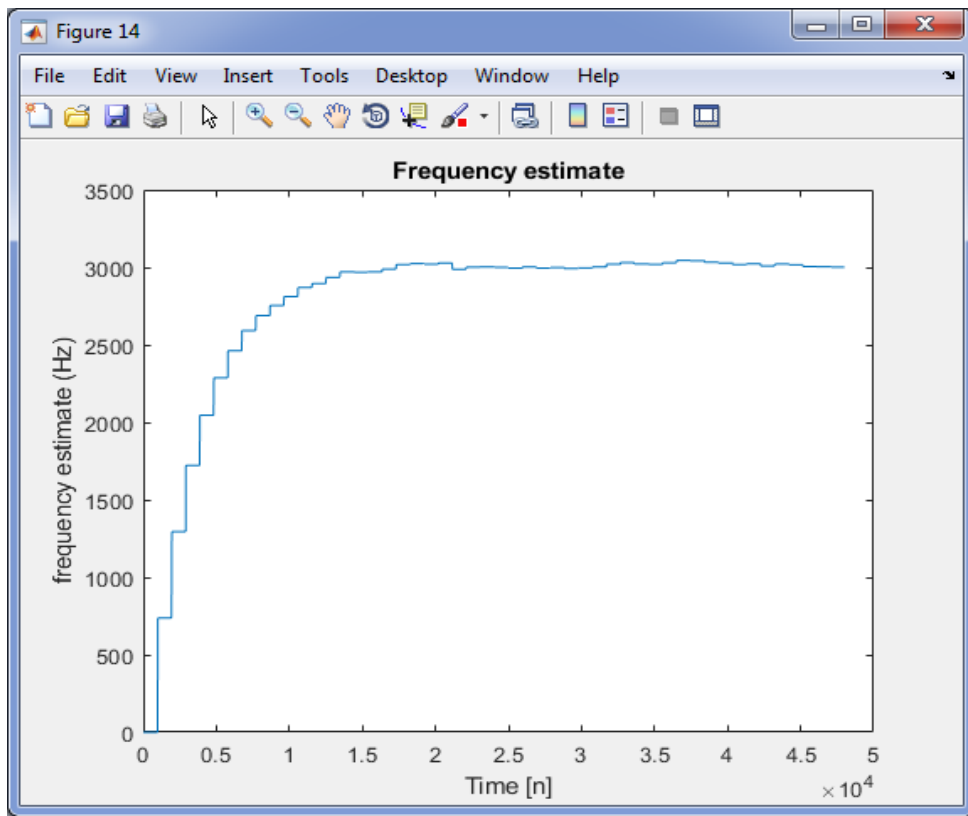 Figure 14
File Edit View Insert Tools Desktop Window Help
Frequency estimate
3500
3000
2500
2000
1500
1000
500
0
frequency estimate (Hz)
0 0.5 1 1.5 2 2.5 3 3.5 4 4.5 5
Time [n]
×10⁴